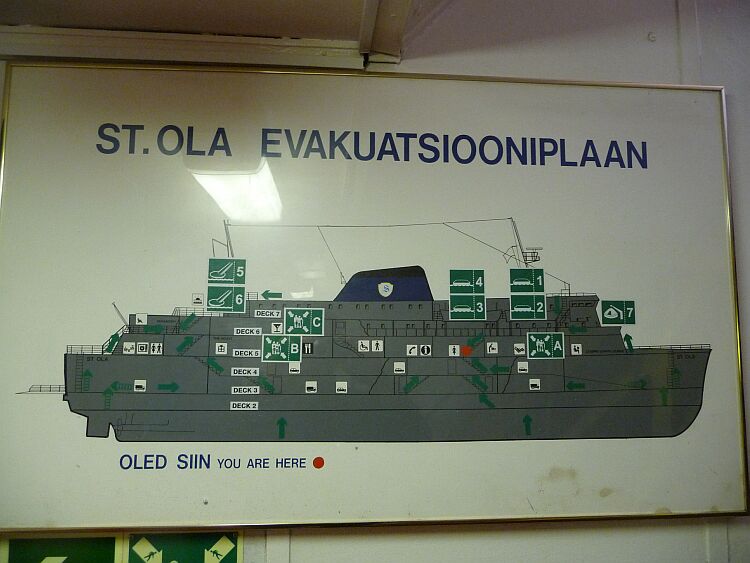 ST. OLA EVAKUATSIOONIPLAAN
5
4
1
6
3
2
7
DECK 7
C
DECK 6
B
A
DECK 5
DECK 4
DECK 3
DECK 2
ST. OLA
ST. OLA
OLED SIIN YOU ARE HERE